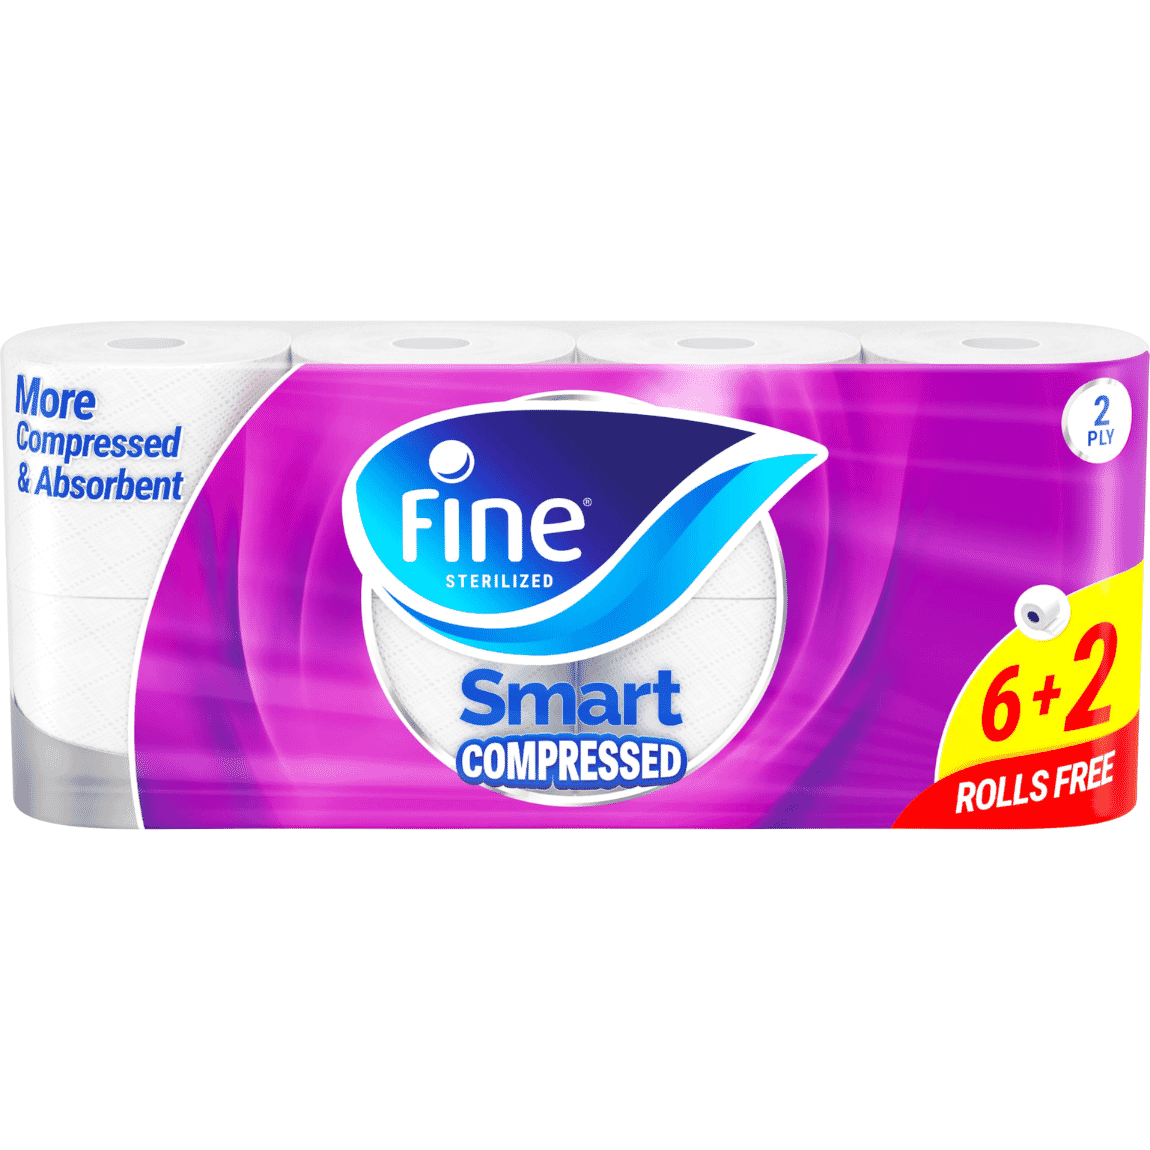 More
Compressed
& Absorbent
fine®
STERILIZED
Smart
COMPRESSED
2
PLY
6+2
ROLLS FREE